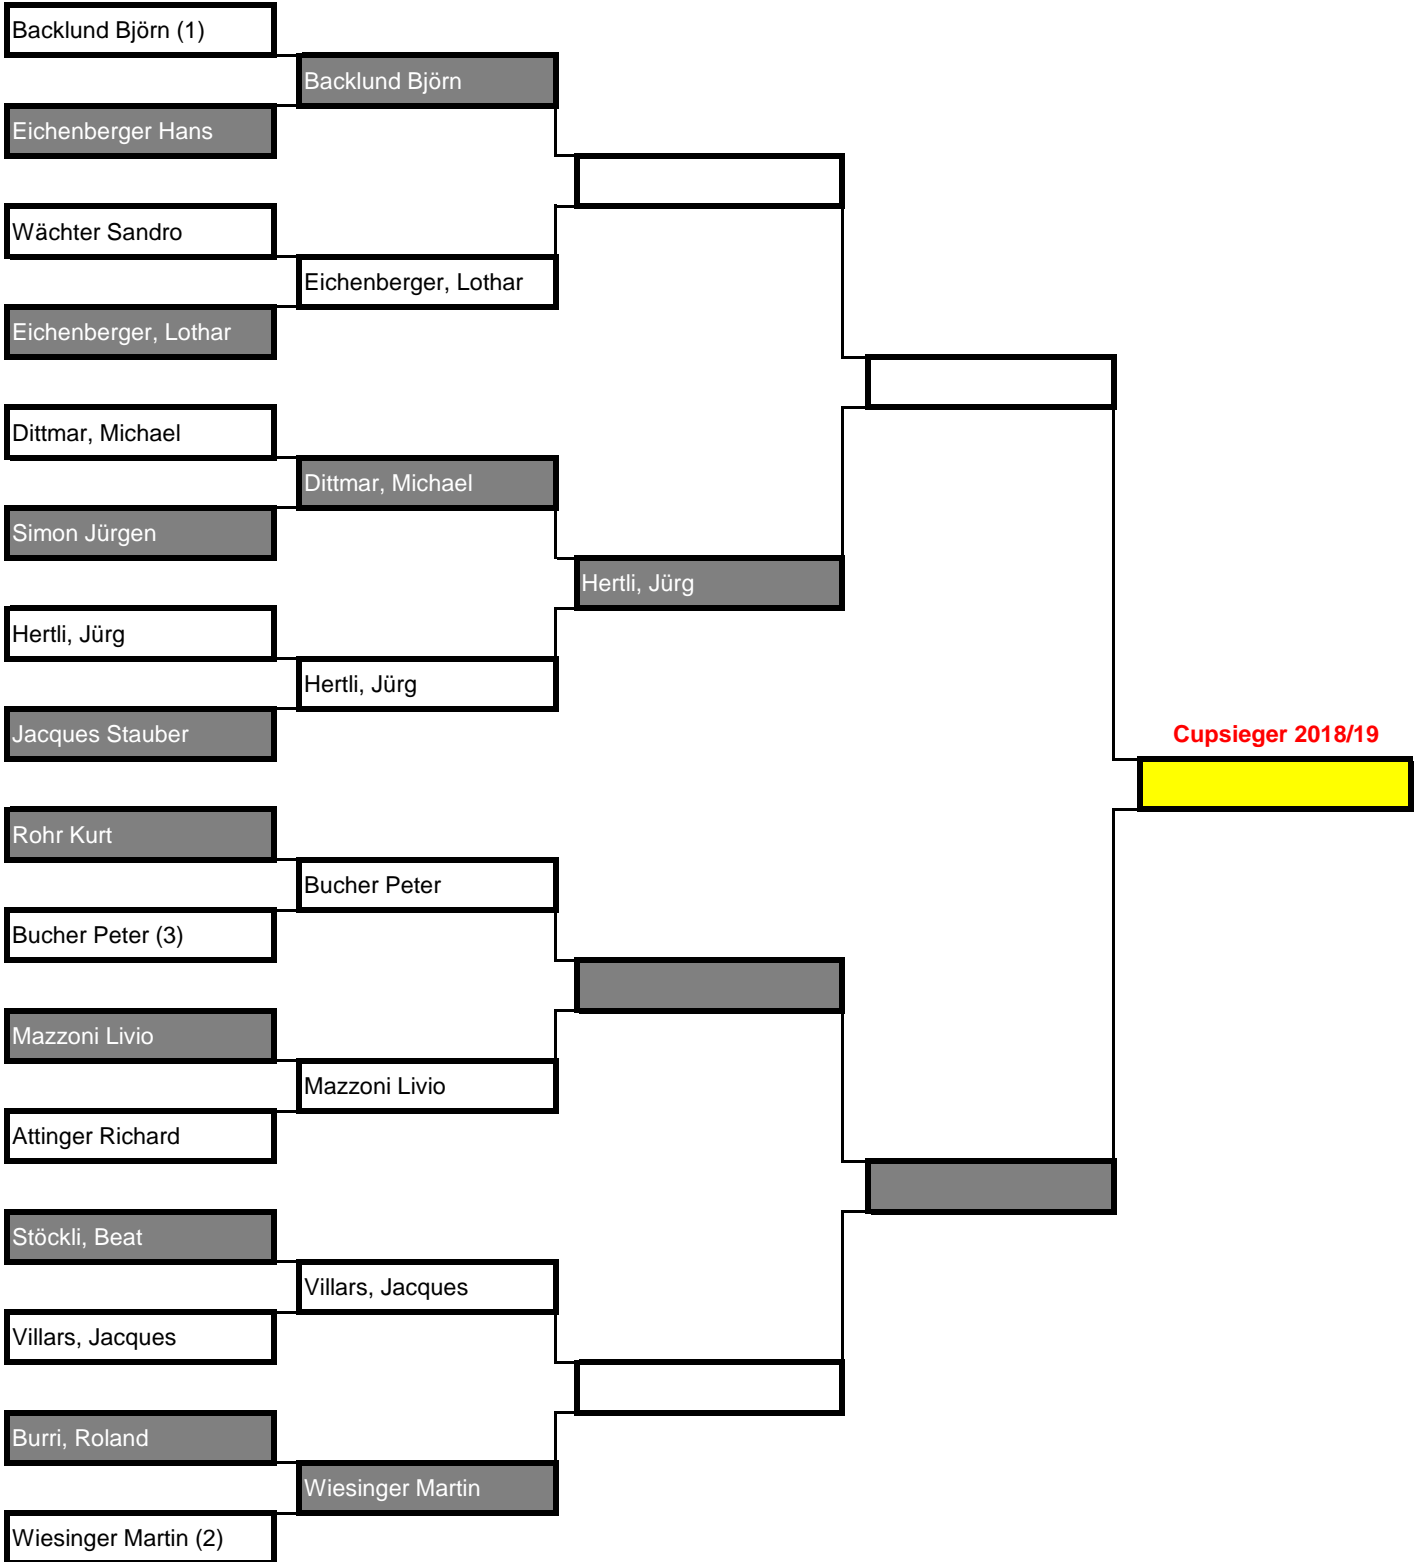 Backlund Björn (1)
Backlund Björn
Eichenberger Hans
Wächter Sandro
Eichenberger, Lothar
Eichenberger, Lothar
Dittmar, Michael
Dittmar, Michael
Simon Jürgen
Hertli, Jürg
Hertli, Jürg
Hertli, Jürg
Jacques Stauber
Cupsieger 2018/19
Rohr Kurt
Bucher Peter
Bucher Peter (3)
Mazzoni Livio
Mazzoni Livio
Attinger Richard
Stöckli, Beat
Villars, Jacques
Villars, Jacques
Burri, Roland
Wiesinger Martin
Wiesinger Martin (2)